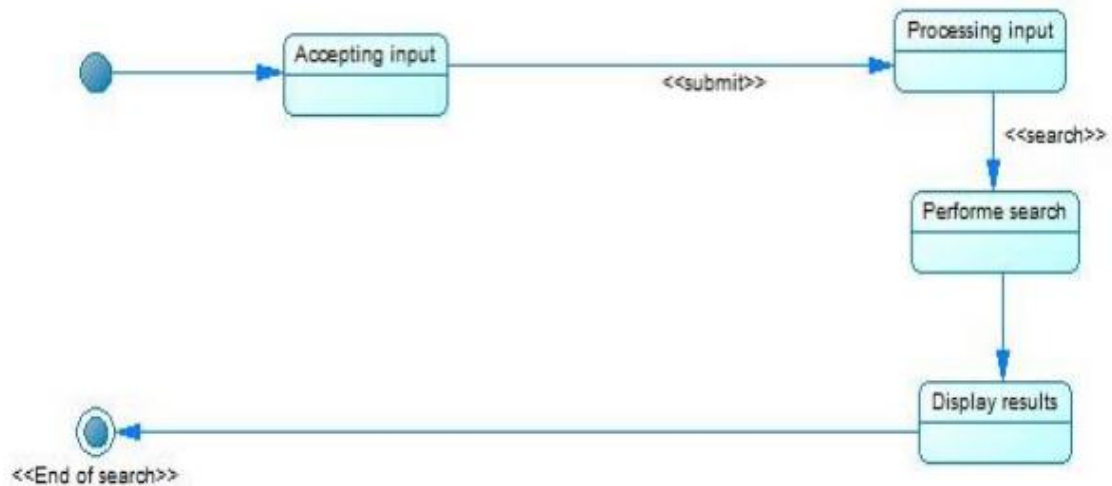 Accepting input
<<submit>>
Processing input
<<search>>
Performe search
Display results
<<End of search>>